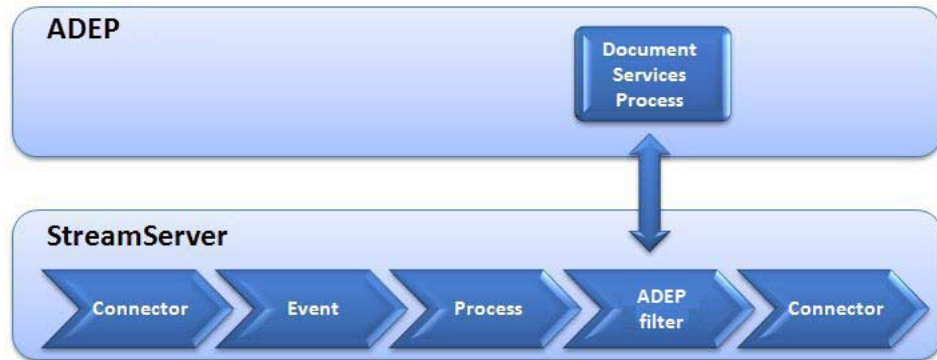 ADEP
Document
Services
Process
StreamServer
Connector
Event
Process
ADEP
filter
Connector